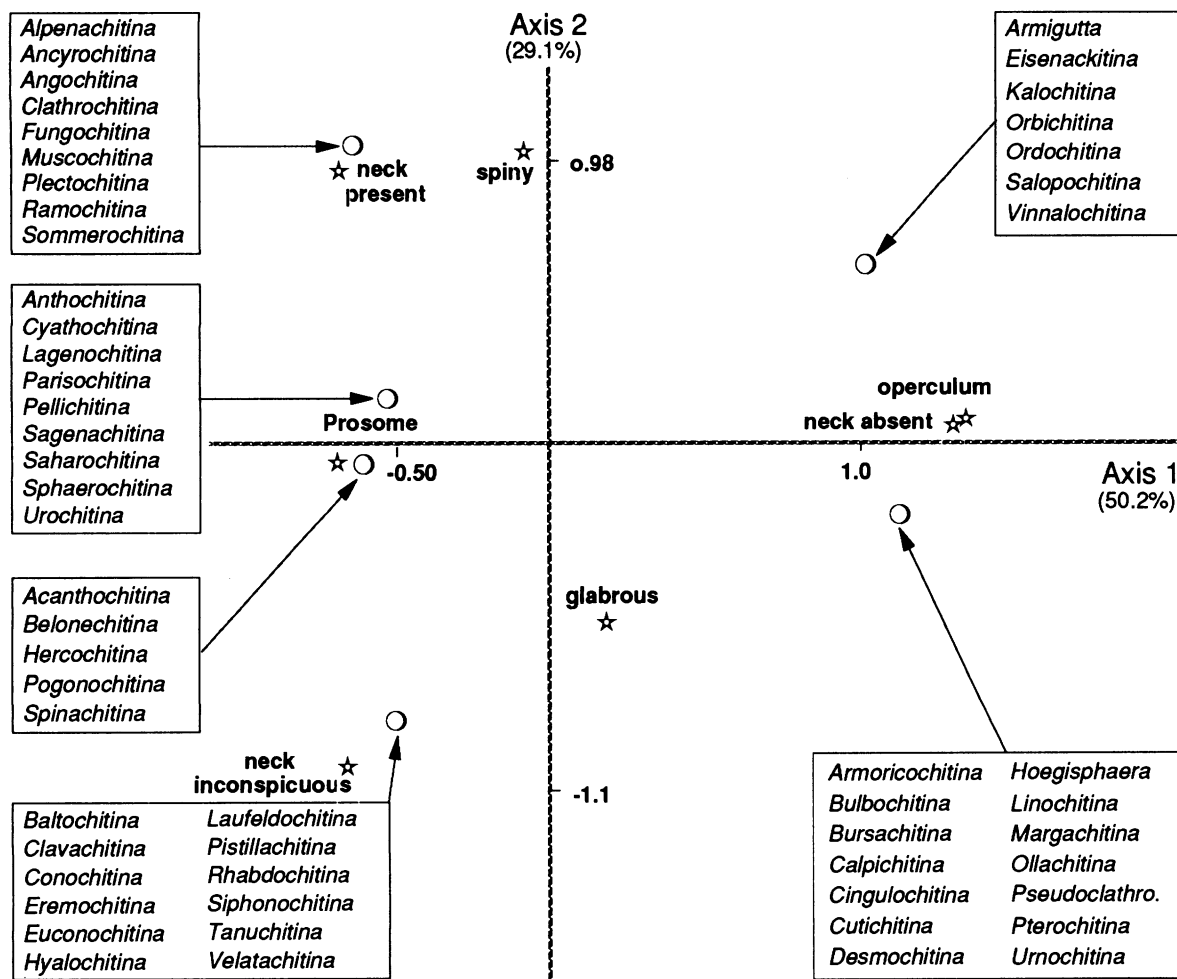 Alpenachitina
Ancyrochitina
Angochitina
Clathrochitina
Fungochitina
Muscochitina
Plectochitina
Ramochitina
Sommerochitina
Axis 2
(29.1%)
Armigutta
Eisenackitina
Kalochitina
Orbichitina
Ordochitina
Salopochitina
Vinnalochitina
neck
present
spiny
o.98
Anthochitina
Cyathochitina
Lagenochitina
Parisochitina
Pellichitina
Sagenachitina
Saharochitina
Sphaerochitina
Urochitina
Prosome
-0.50
operculum
neck absent
1.0
Axis 1
(50.2%)
Acanthochitina
Belonechitina
Hercochitina
Pogonochitina
Spinachitina
glabrous
neck
inconspicuous
-1.1
Baltochitina Laufeldochitina
Clavachitina Pistillachitina
Conochitina Rhabdochitina
Eremochitina Siphonochitina
Euconochitina Tanuchitina
Hyalochitina Velatachitina
Armoricochitina Hoegisphaera
Bulbochitina Linochitina
Bursachitina Margachitina
Calpichitina Ollachitina
Cingulochitina Pseudoclathro.
Cutichitina Pterochitina
Desmochitina Urnochitina